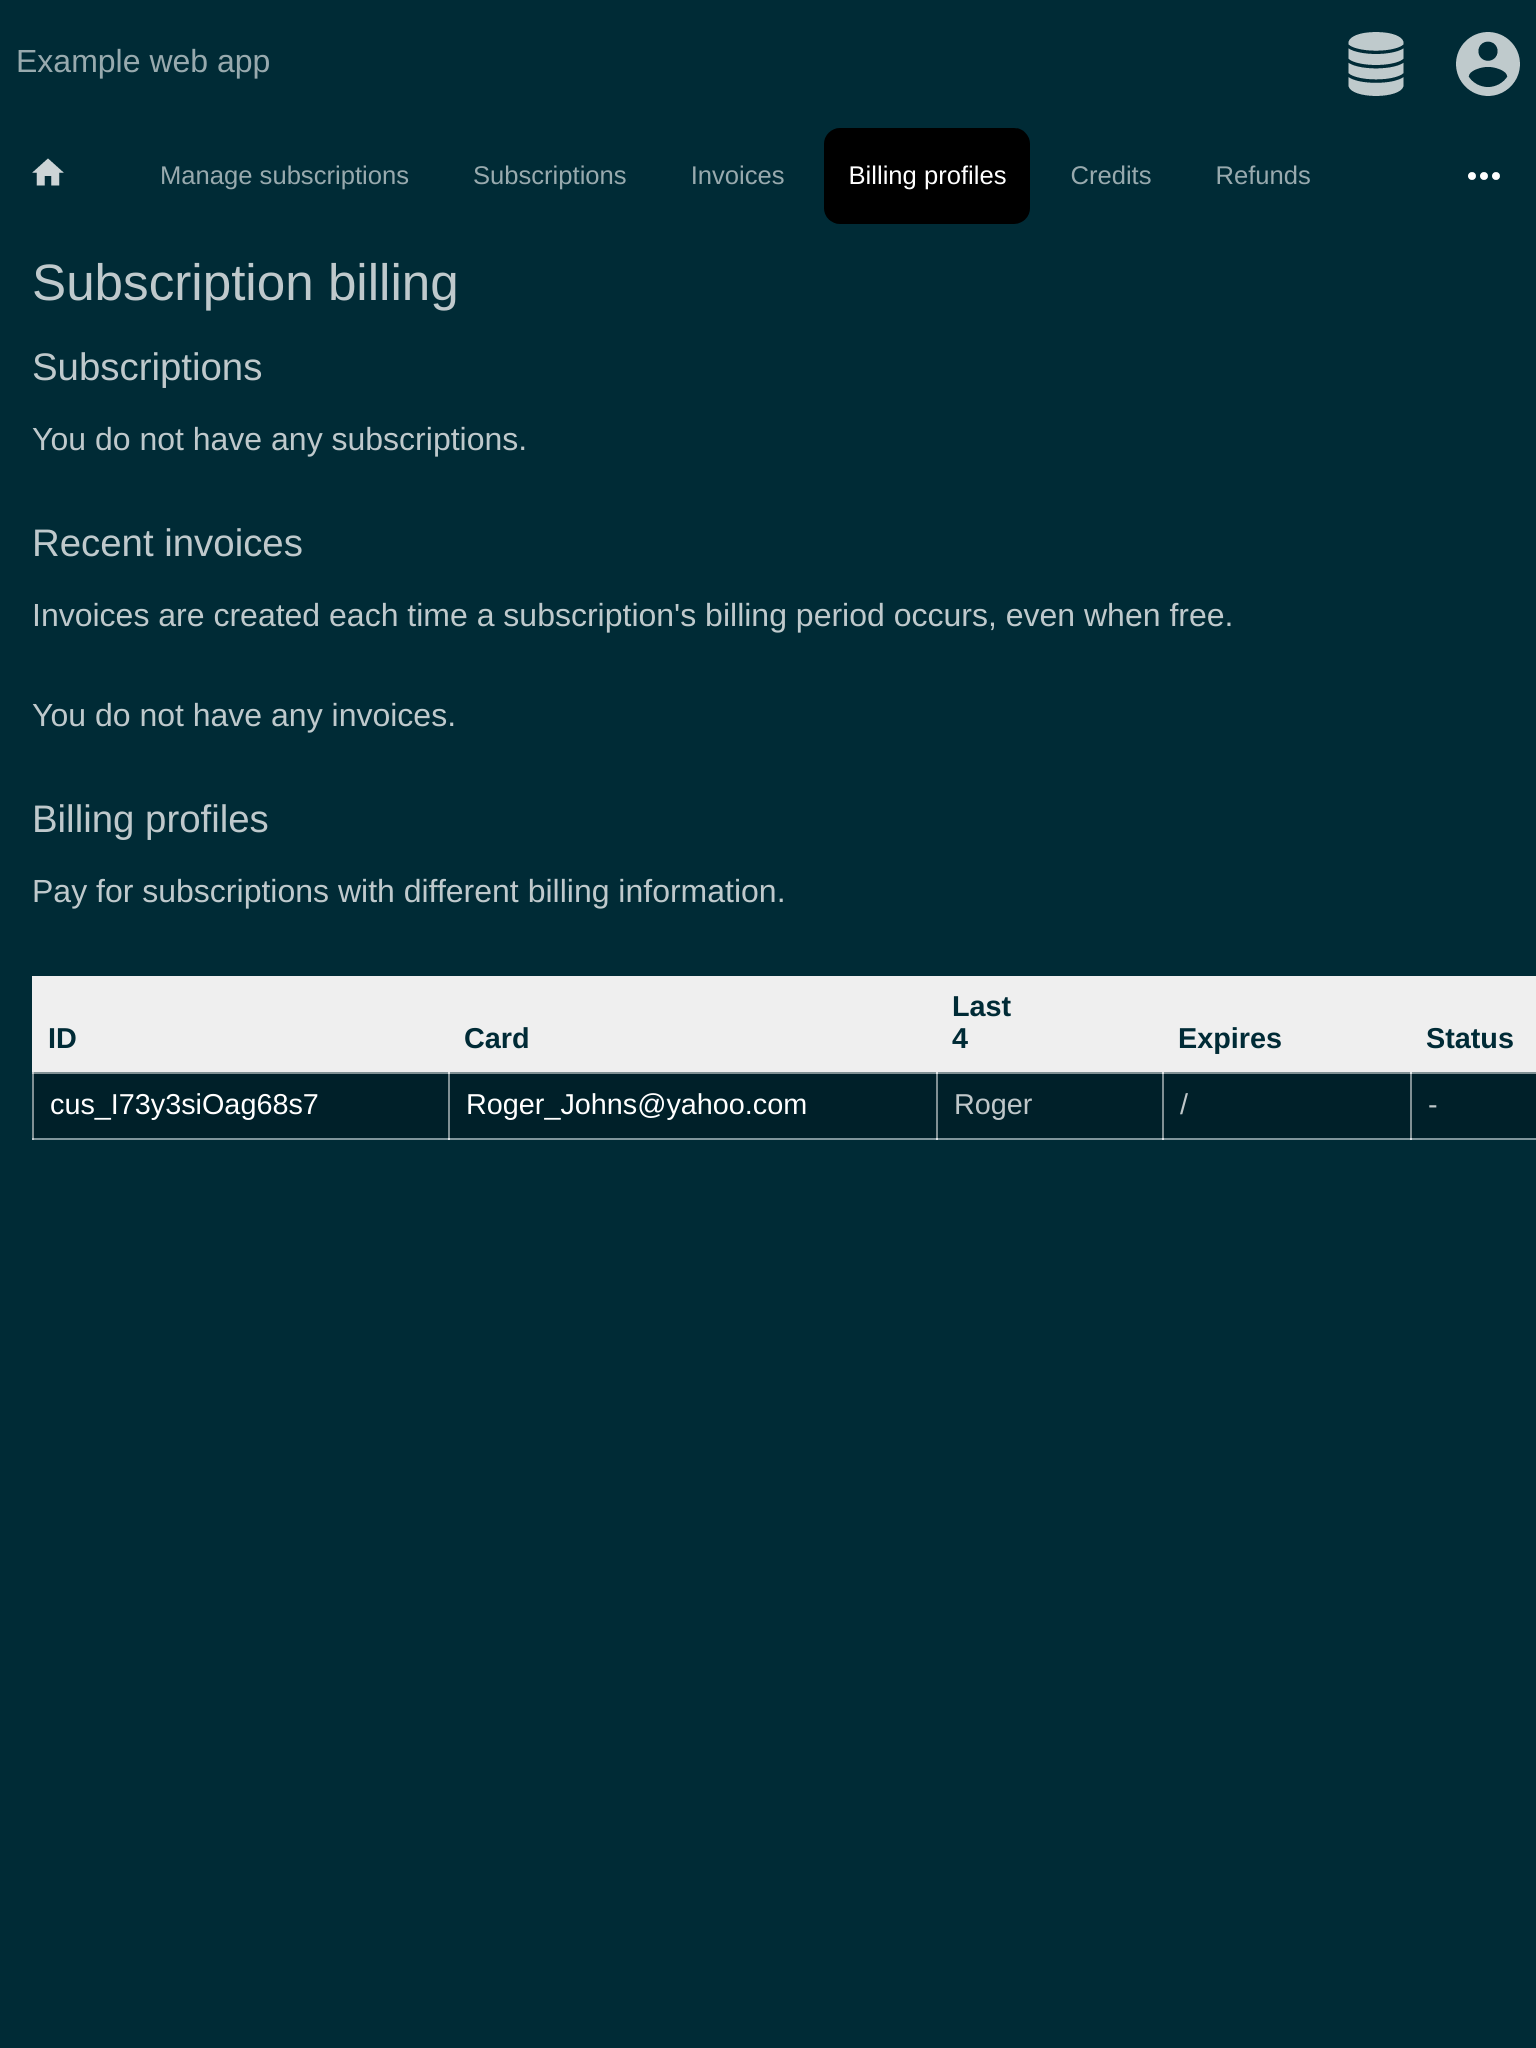 Example web app
Manage subscriptions Subscriptions Invoices Billing profiles Credits Refunds
Subscription billing
Subscriptions
You do not have any subscriptions.
Recent invoices
Invoices are created each time a subscription's billing period occurs, even when free.
You do not have any invoices.
Billing profiles
Pay for subscriptions with different billing information.
ID Card Last 4 Expires Status
cus_I73y3siOag68s7 Roger_Johns@yahoo.com Roger / -